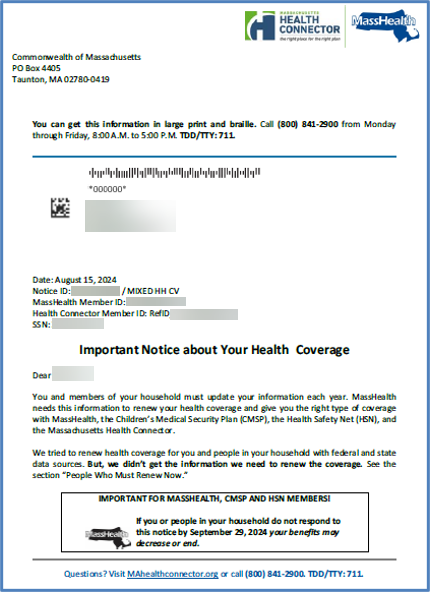 MASSACHUSETTS
HEALTH
CONNECTOR
the right place for the right plan
MassHealth
Commonwealth of Massachusetts
PO Box 4405
Taunton, MA 02780-0419
You can get this information in large print and braille. Call (800) 841-2900 from Monday
through Friday, 8:00 A.M. to 5:00 P.M. TDD/TTY: 711.
*000000*
Date: August 15, 2024
Notice ID: / MIXED HH CV
MassHealth Member ID:
Health Connector Member ID: RefID
SSN:
Important Notice about Your Health Coverage
Dear
You and members of your household must update your information each year. MassHealth
needs this information to renew your health coverage and give you the right type of coverage
with MassHealth, the Children's Medical Security Plan (CMSP), the Health Safety Net (HSN), and
the Massachusetts Health Connector.
We tried to renew health coverage for you and people in your household with federal and state
data sources. But, we didn't get the information we need to renew the coverage. See the
section "People Who Must Renew Now."
IMPORTANT FOR MASSHEALTH, CMSP AND HSN MEMBERS!
MassHealth
If you or people in your household do not respond to
this notice by September 29, 2024 your benefits may
decrease or end.
Questions? Visit MAhealthconnector.org or call (800) 841-2900. TDD/TTY: 711.